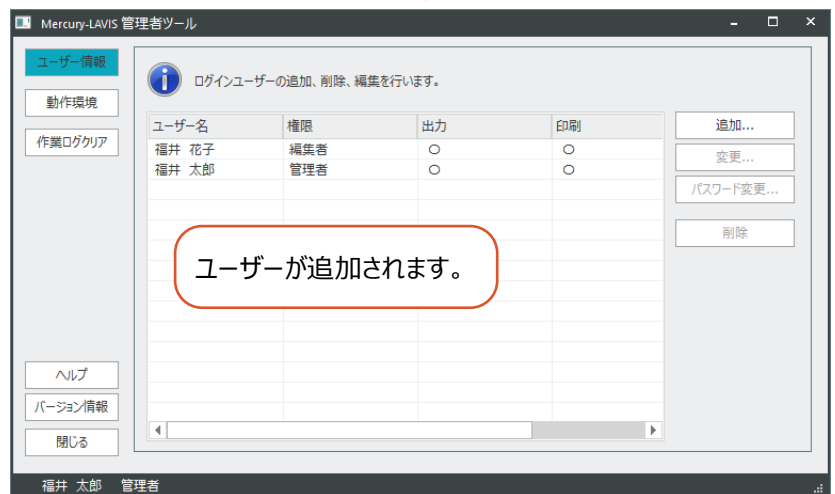 Mercury-LAVIS 管理者ツール
ユーザー情報
動作環境
作業ログクリア
ログインユーザーの追加、削除、編集を行います。
ユーザー名 権限 出力 印刷
福井 花子 編集者 ○ ○
福井 太郎 管理者 ○ ○
追加...
変更...
パスワード変更...
削除
ユーザーが追加されます。
ヘルプ
バージョン情報
閉じる
福井 太郎 管理者